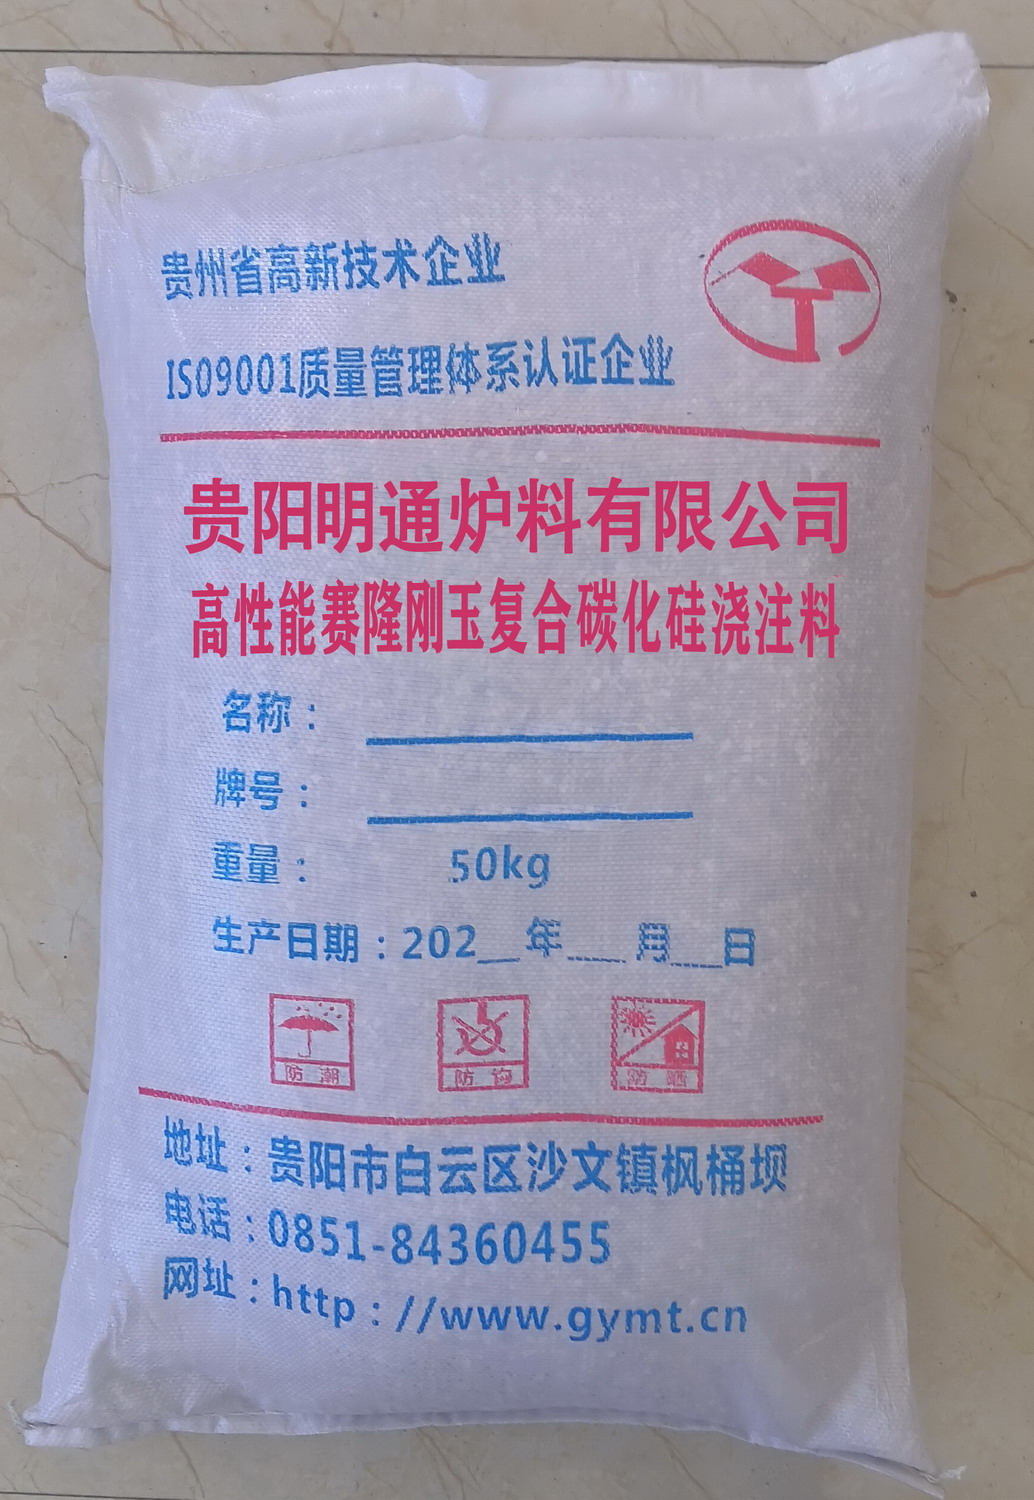 贵州省高新技术企业
ISO9001质量管理体系认证企业
贵阳明通炉料有限公司
高性能赛隆刚玉复合碳化硅浇注料
名称：
牌号：
重量： 50kg
生产日期：202__年___月___日
防潮 防钩 防晒
地址：贵阳市白云区沙文镇枫桶坝
电话：0851-84360455
网址：http：//www.gymt.cn